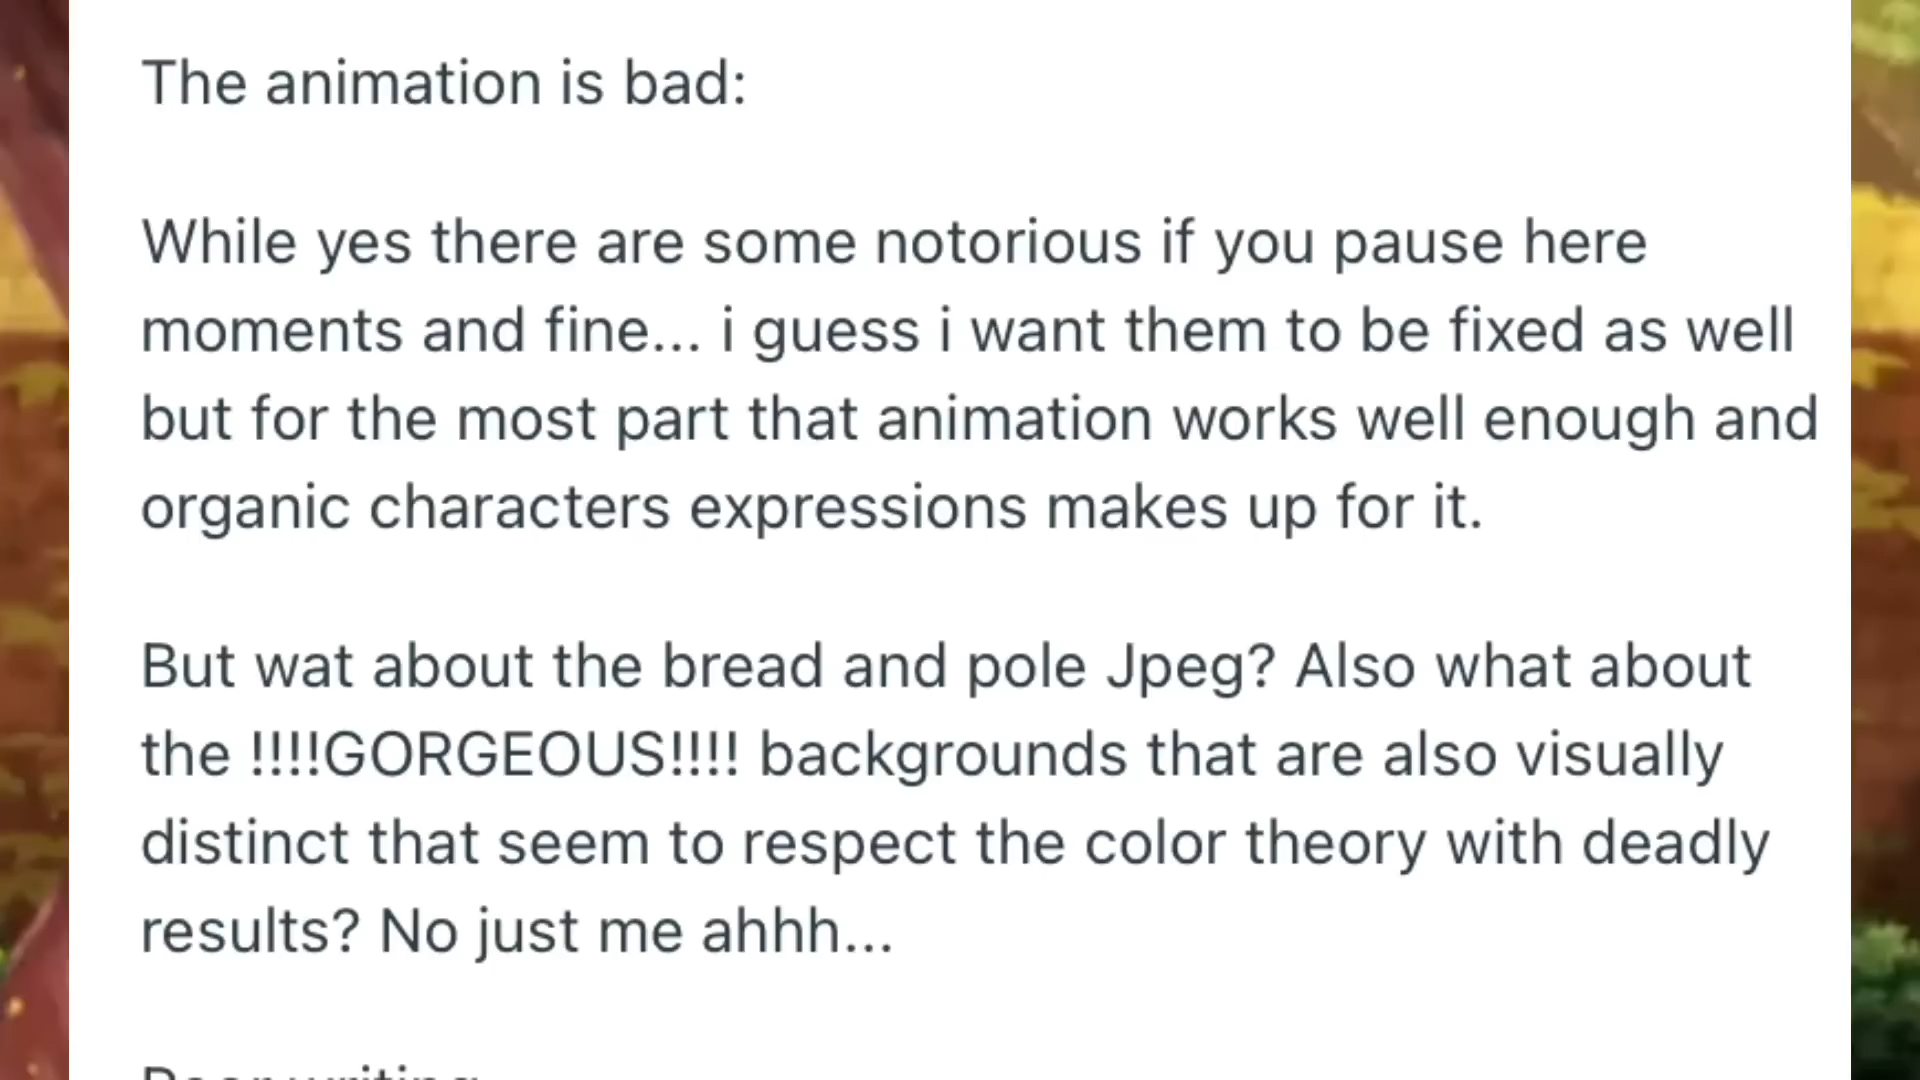 The animation is bad:
While yes there are some notorious if you pause here
moments and fine... i guess i want them to be fixed as well
but for the most part that animation works well enough and
organic characters expressions makes up for it.
But wat about the bread and pole Jpeg? Also what about
the !!!!GORGEOUS!!!! backgrounds that are also visually
distinct that seem to respect the color theory with deadly
results? No just me ahhh...
Poor writing